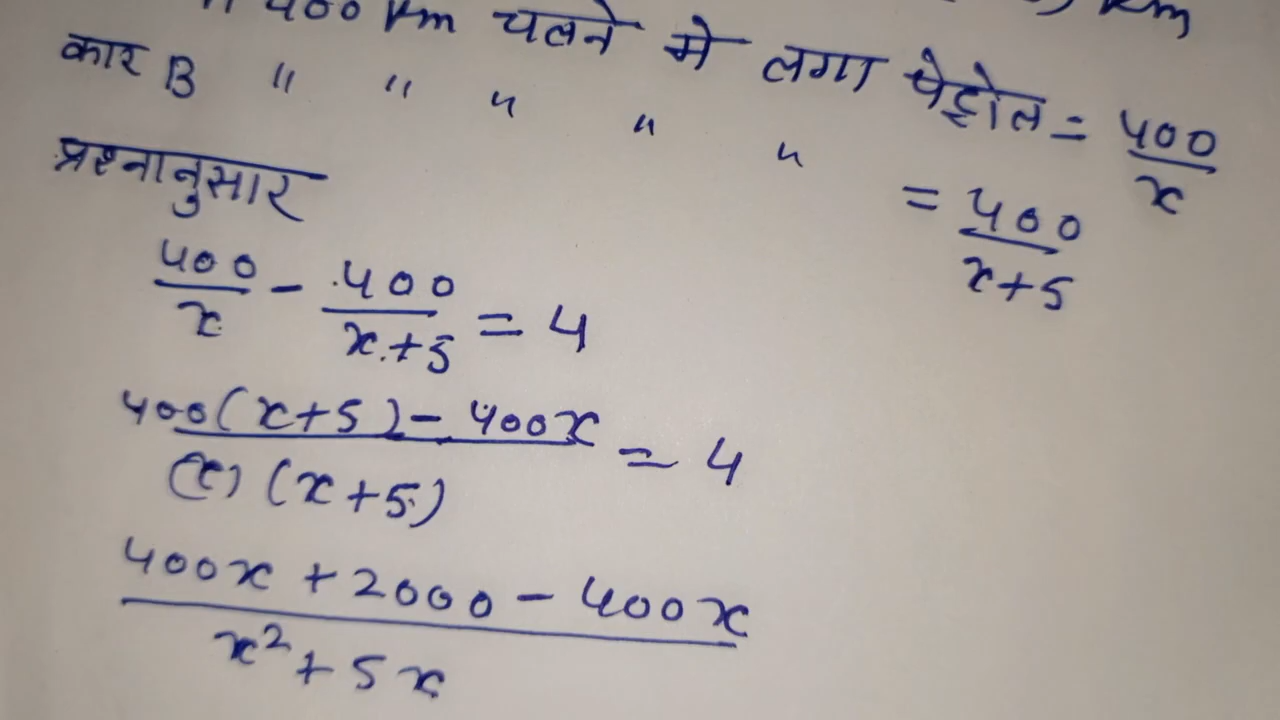 " 400 km चलने मे लगा पेट्रोल = 400/x
कार B " " " " " = 400/x+5
प्रश्नानुसार
400/x - 400/x+5 = 4
400(x+5) - 400x/(x) (x+5) = 4
400x + 2000 - 400x/x² + 5x